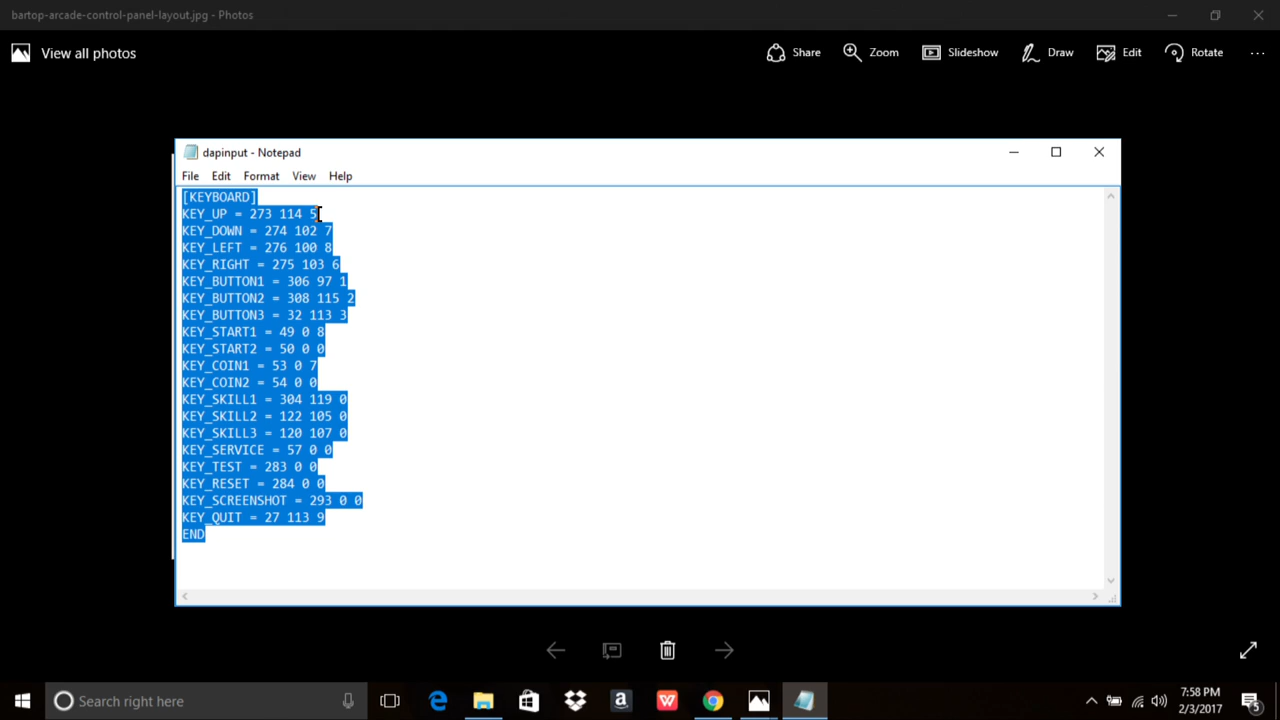 bartop-arcade-control-panel-layout.jpg - Photos
View all photos
Share
Zoom
Slideshow
Draw
Edit
Rotate
dapinput - Notepad
File Edit Format View Help
[KEYBOARD]
KEY_UP = 273 114 5
KEY_DOWN = 274 102 7
KEY_LEFT = 276 100 8
KEY_RIGHT = 275 103 6
KEY_BUTTON1 = 306 97 1
KEY_BUTTON2 = 308 115 2
KEY_BUTTON3 = 32 113 3
KEY_START1 = 49 0 8
KEY_START2 = 50 0 0
KEY_COIN1 = 53 0 7
KEY_COIN2 = 54 0 0
KEY_SKILL1 = 304 119 0
KEY_SKILL2 = 122 105 0
KEY_SKILL3 = 120 107 0
KEY_SERVICE = 57 0 0
KEY_TEST = 283 0 0
KEY_RESET = 284 0 0
KEY_SCREENSHOT = 293 0 0
KEY_QUIT = 27 113 9
END
Search right here
7:58 PM
2/3/2017
5